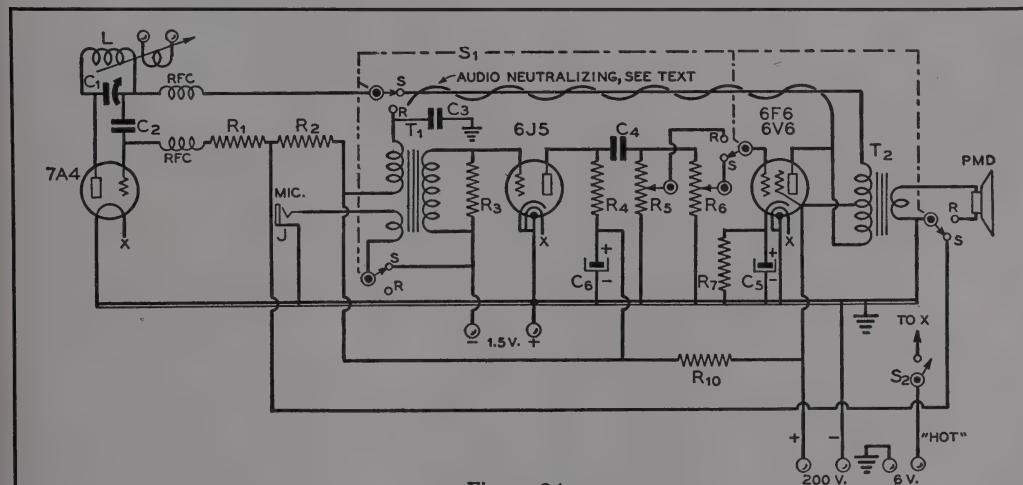 L
S1
C1
RFC
S
AUDIO NEUTRALIZING, SEE TEXT
R
C3
T1
6J5
C4
6F6
6V6
C2
R1
R2
RFC
R
S
T2
PMD
7A4
MIC.
J
R3
R4
R5
R6
R
S
X
X
X
S
R
+
C6
-
R7
+
C5
-
- 1.5 V. +
TO X
R10
S2
+
-
"HOT"
200 V.
6 V.